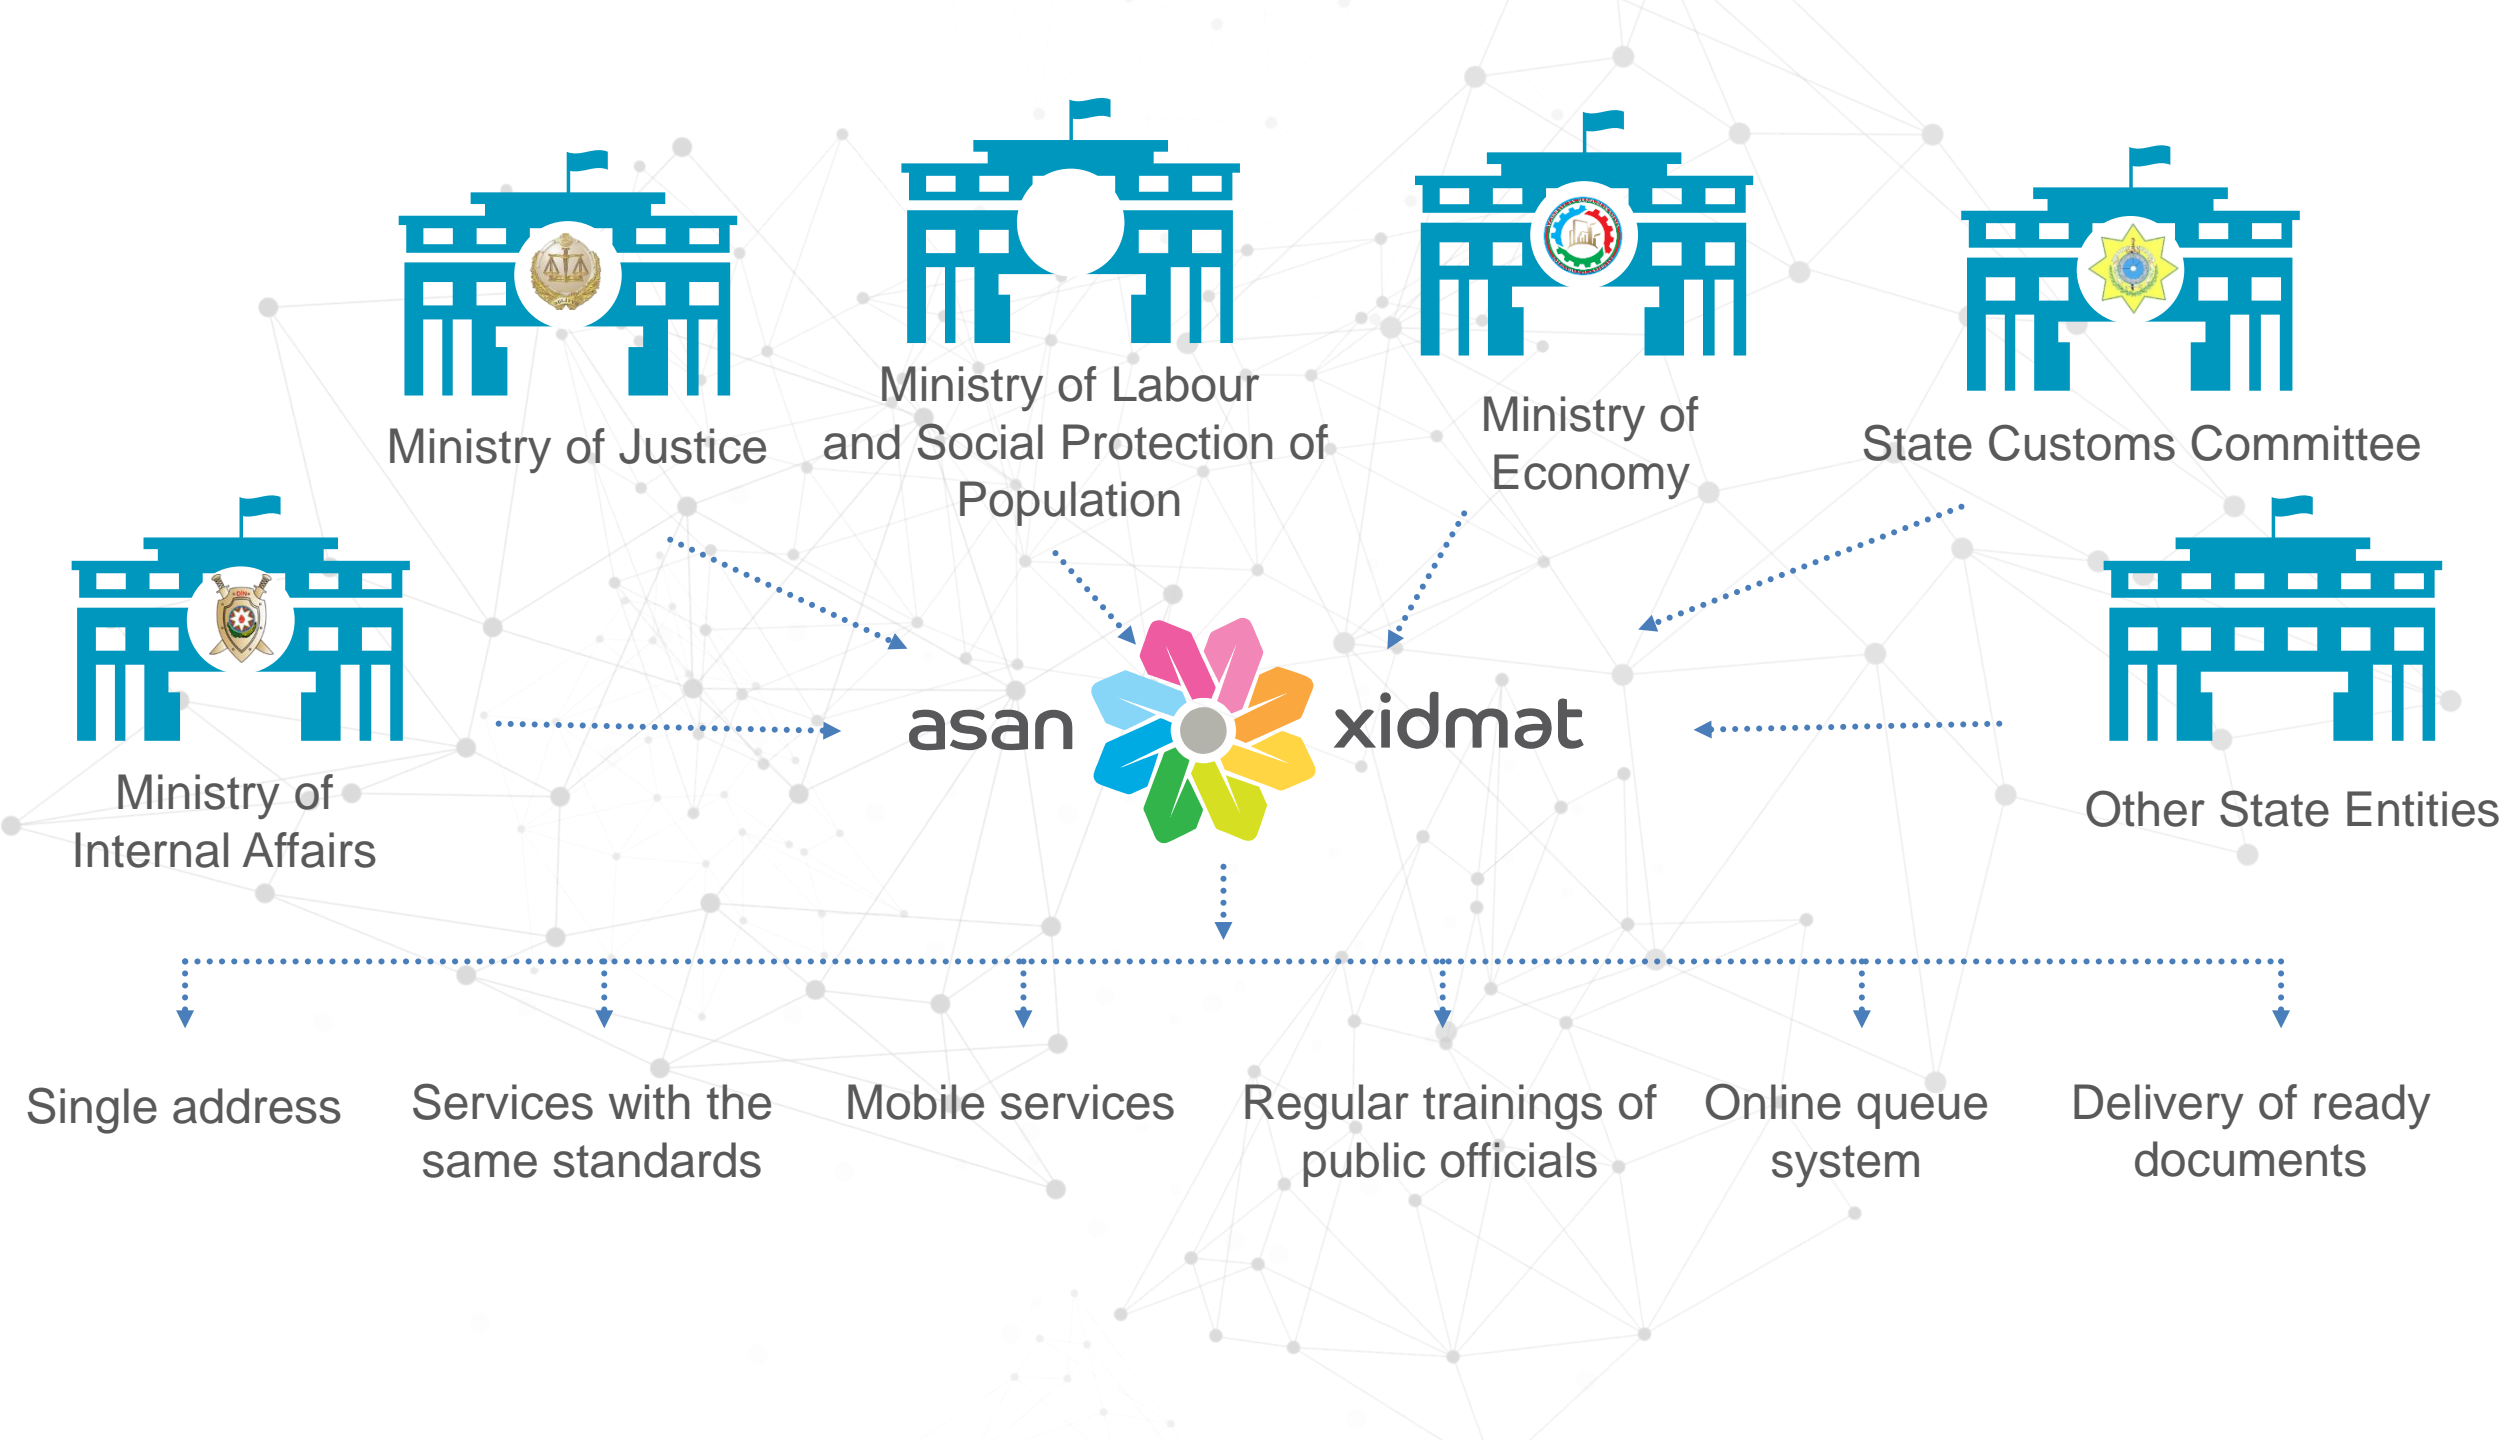 Ministry of Justice
Ministry of Labour
and Social Protection of
Population
Ministry of
Economy
State Customs Committee
DİN
Ministry of
Internal Affairs
asan xidmat
Other State Entities
Single address
Services with the
same standards
Mobile services
Regular trainings of
public officials
Online queue
system
Delivery of ready
documents